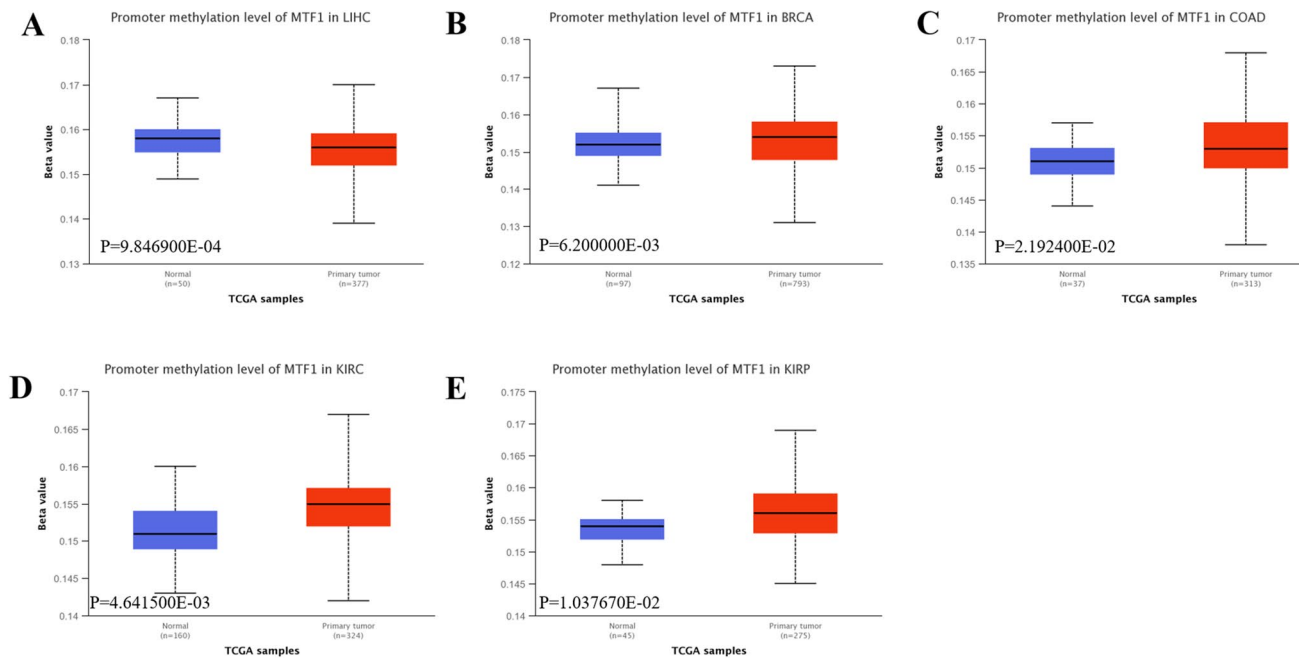 A
Promoter methylation level of MTF1 in LIHC
0.18
0.17
0.16
0.15
0.14
0.13
Beta value
P=9.846900E-04
Normal
(n=50)
Primary tumor
(n=377)
TCGA samples
B
Promoter methylation level of MTF1 in BRCA
0.18
0.17
0.16
0.15
0.14
0.13
0.12
Beta value
P=6.200000E-03
Normal
(n=97)
Primary tumor
(n=793)
TCGA samples
C
Promoter methylation level of MTF1 in COAD
0.17
0.165
0.16
0.155
0.15
0.145
0.14
0.135
Beta value
P=2.192400E-02
Normal
(n=37)
Primary tumor
(n=313)
TCGA samples
D
Promoter methylation level of MTF1 in KIRC
0.17
0.165
0.16
0.155
0.15
0.145
0.14
Beta value
P=4.641500E-03
Normal
(n=160)
Primary tumor
(n=324)
TCGA samples
E
Promoter methylation level of MTF1 in KIRP
0.175
0.17
0.165
0.16
0.155
0.15
0.145
0.14
Beta value
P=1.037670E-02
Normal
(n=45)
Primary tumor
(n=275)
TCGA samples